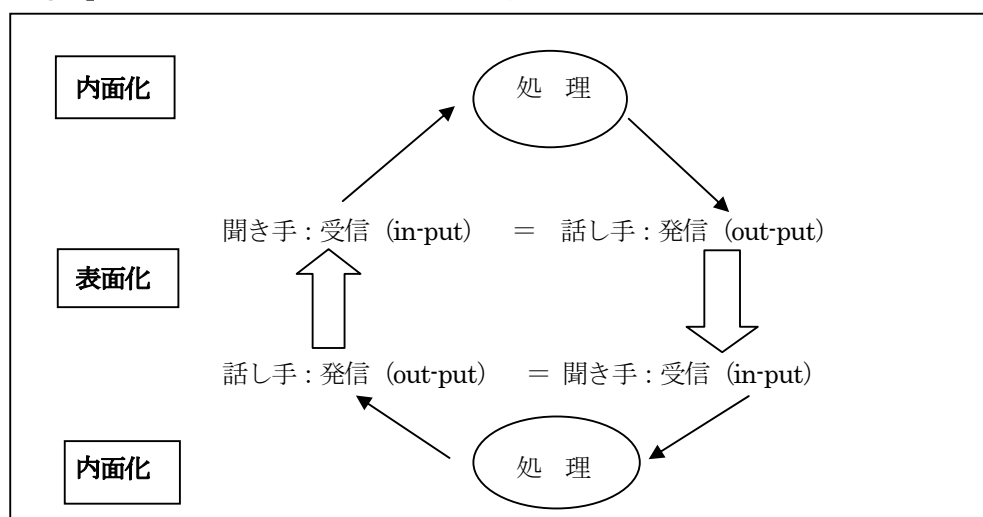 内面化
処 理
聞き手：受信 (in-put) = 話し手：発信 (out-put)
表面化
話し手：発信 (out-put) = 聞き手：受信 (in-put)
内面化
処 理